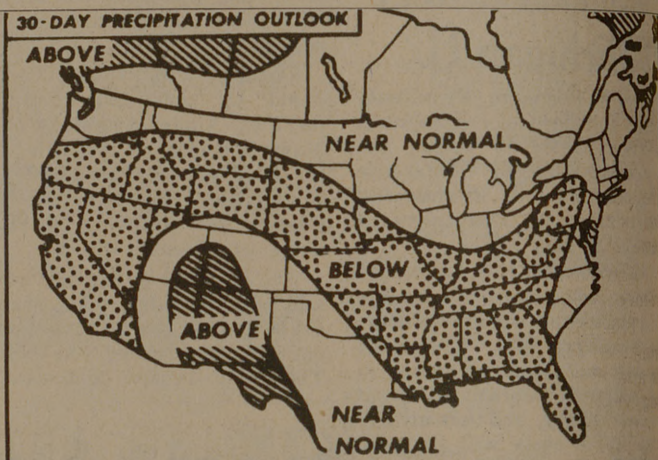 30-DAY PRECIPITATION OUTLOOK
ABOVE
NEAR NORMAL
BELOW
ABOVE
NEAR
NORMAL